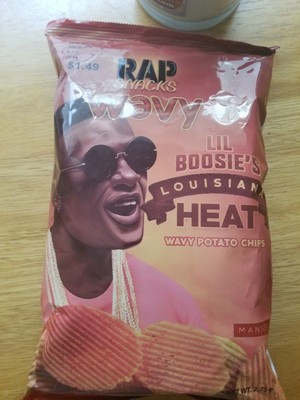 $1.49
RAP
SNACKS
Wavy
LIL
BOOSIE'S
LOUISIANA
HEAT
WAVY POTATO CHIPS